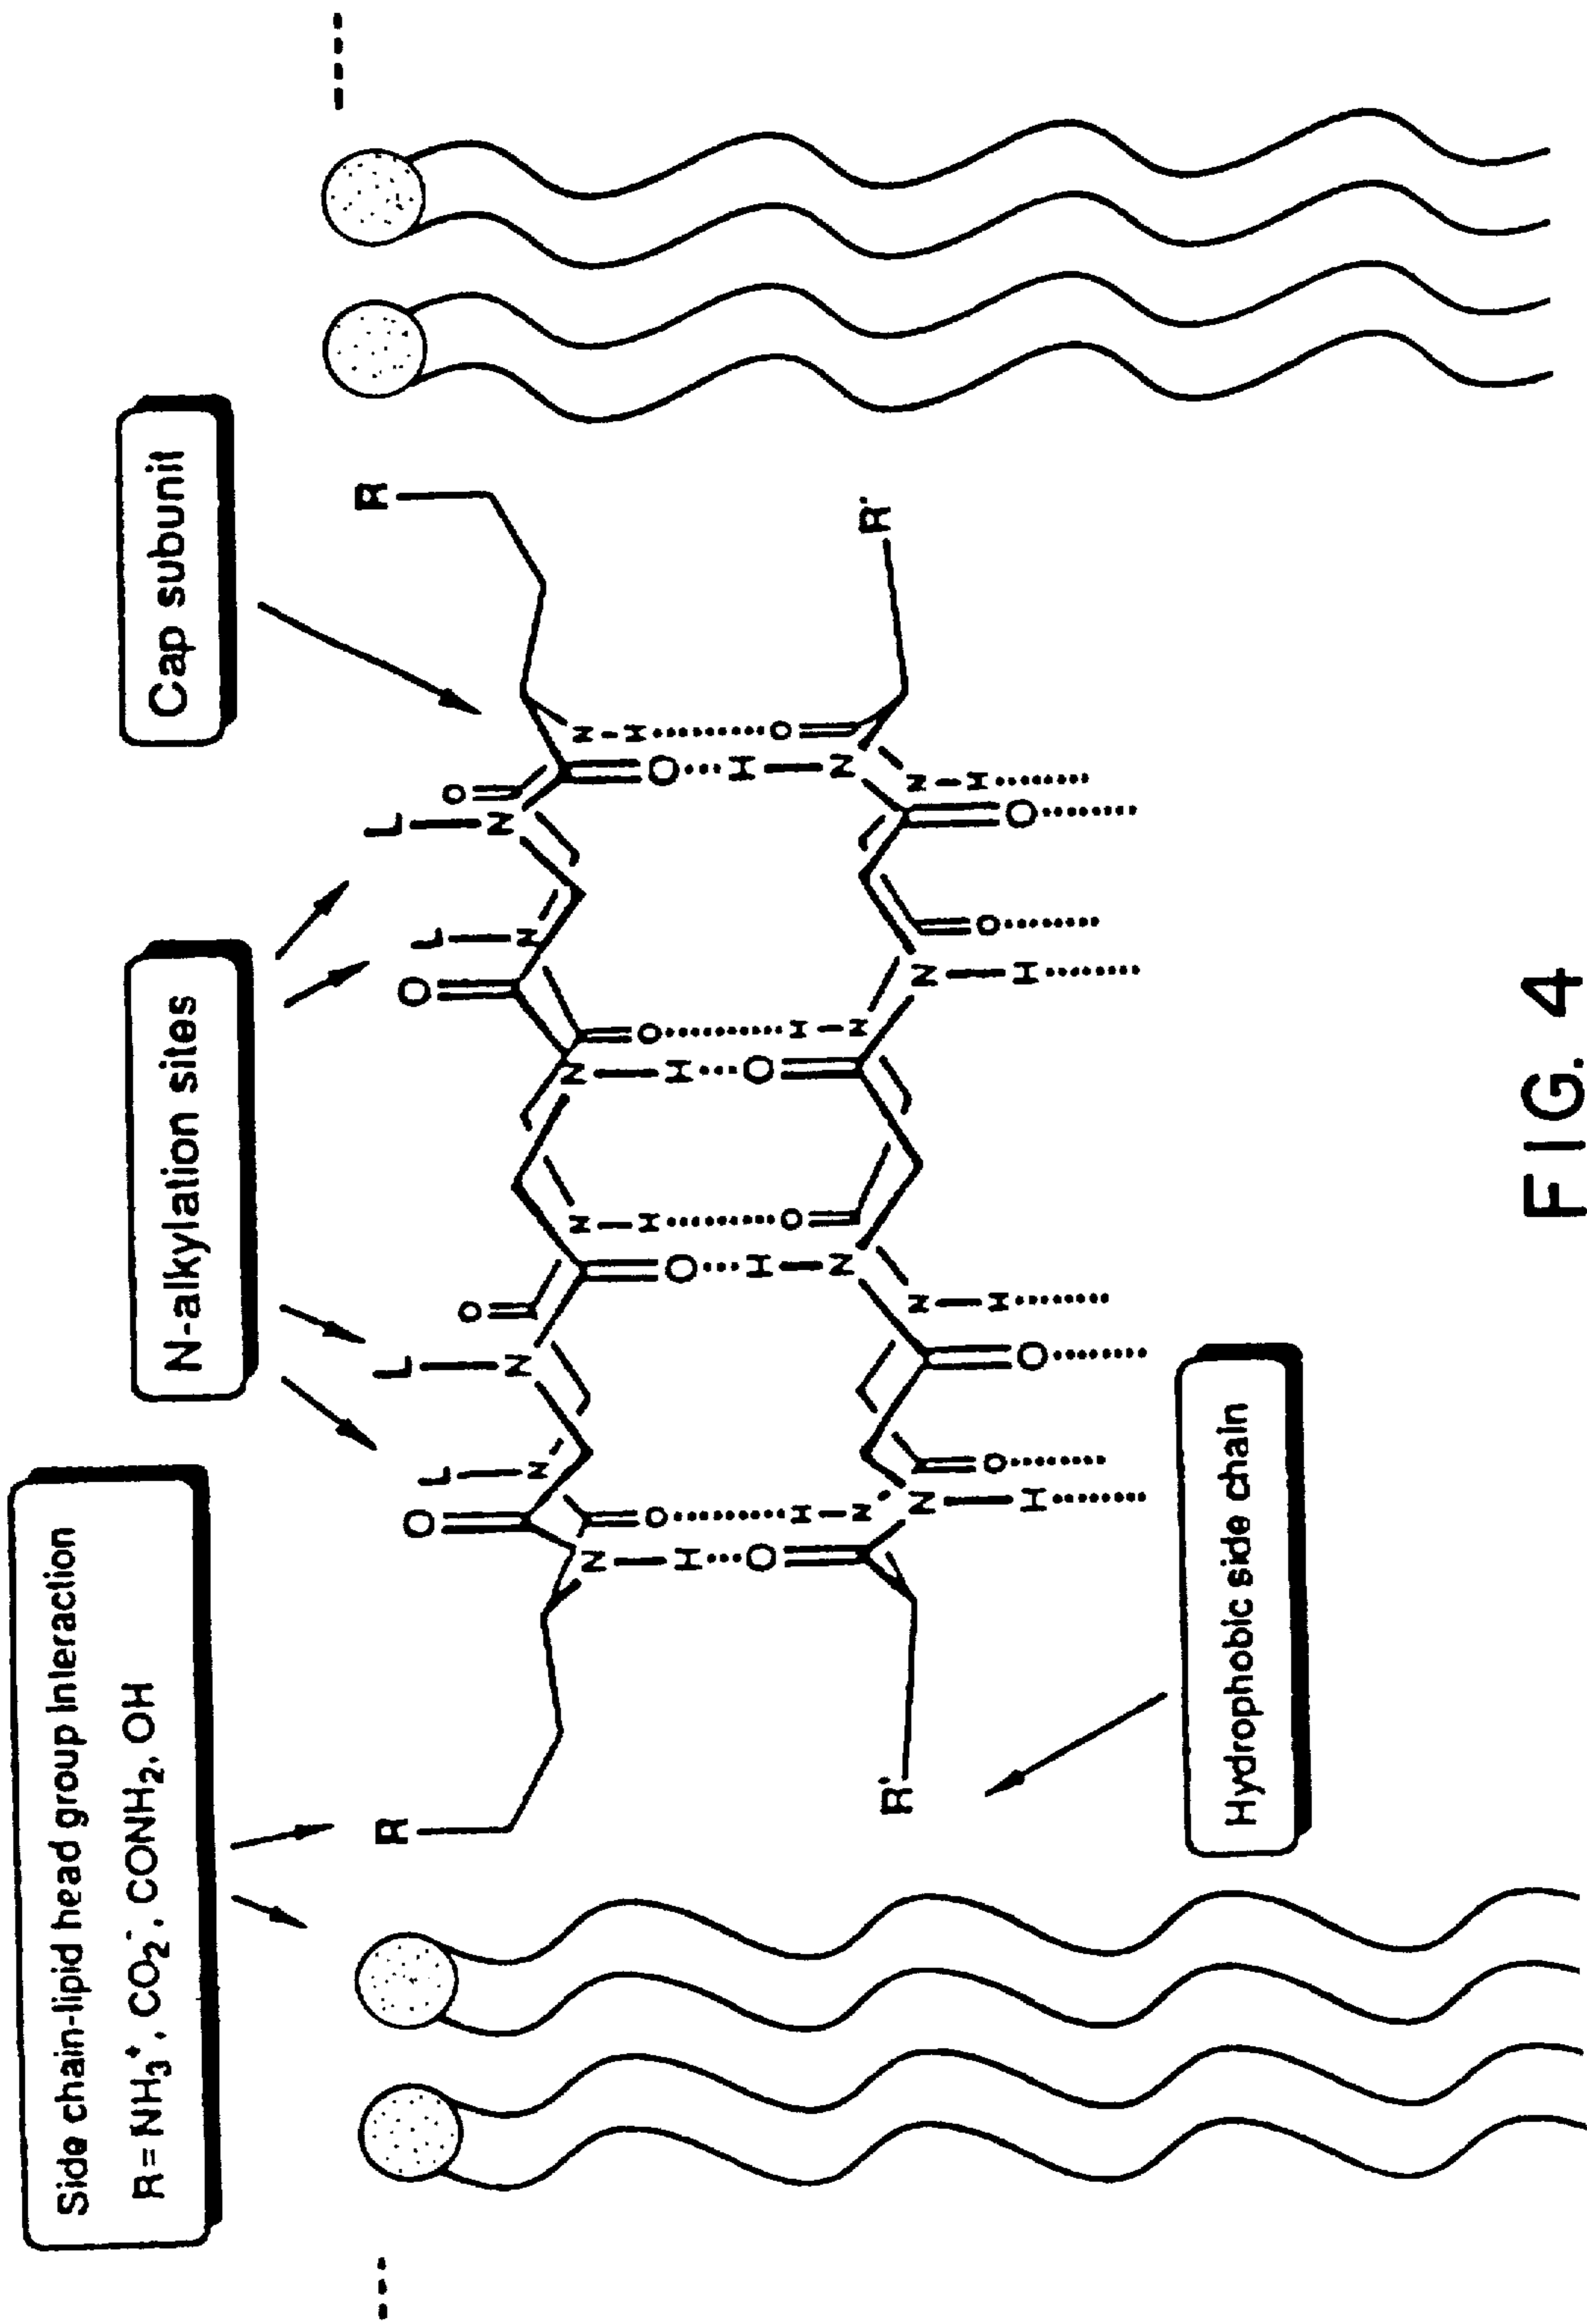 Side chain-lipid head group interaction
R = NH₃⁺, CO₂⁻, CONH₂, OH
N-alkylation sites
Cap subunit
R
R
L
L
L
L
O
N
N
O
O
N
N
O
N
O
O
N
N
O
O
N
H
H
O
O
H
H
O
O
H
H
O
O
H
H
O
O
H
H
O
O
H
H
N
N
N
N
N
N
R'
R'
N
O
N
O
N
O
N
O
H
O
H
O
H
O
H
O
Hydrophobic side chain
FIG. 4